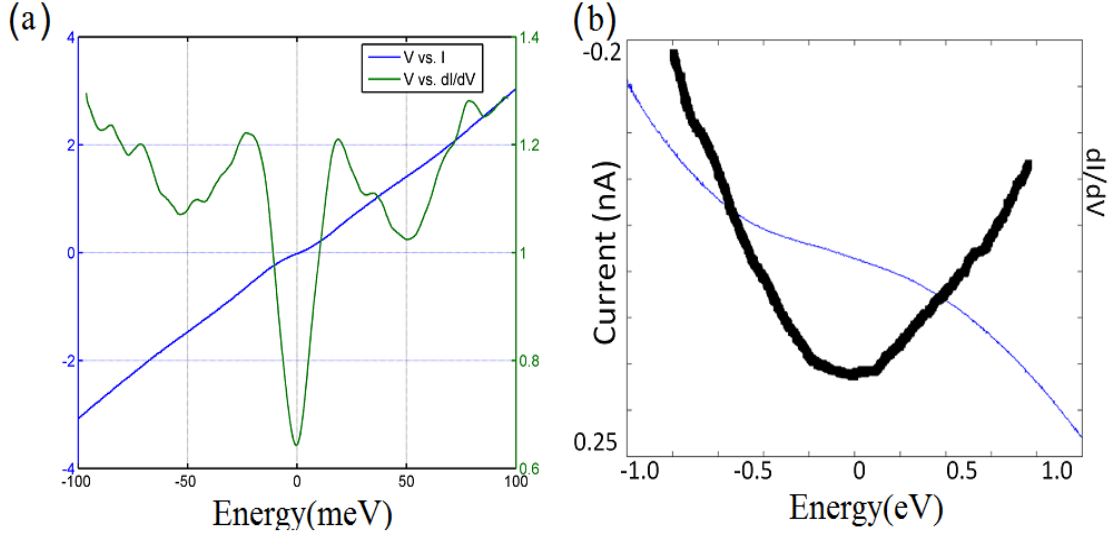 (a)
4
2
0
-2
-4
1.4
1.2
1
0.8
0.6
V vs. I
V vs. dI/dV
-100
-50
0
50
100
Energy(meV)
(b)
-0.2
Current (nA)
0.25
dI/dV
-1.0
-0.5
0
0.5
1.0
Energy(eV)